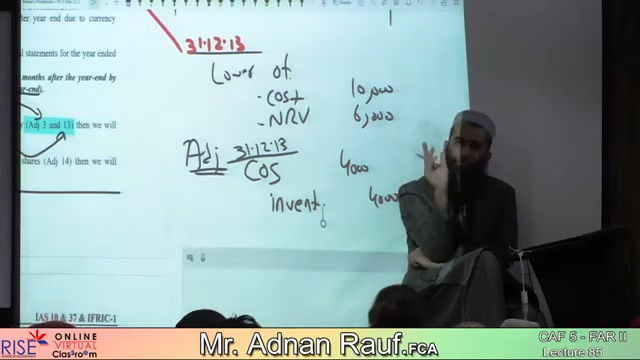 fter year end due to currency
31.12.13
al statements for the year ended
Lower of:
months after the year-end by
- Cost 10,000
- NRV 6,000
(Adj 3 and 13) then we will
Adj 31.12.13
COS 4000
shares (Adj 14) then we will
invent. 4000
IAS 10 & 37 & IFRIC-1
RISE ONLINE VIRTUAL Classroom
Mr. Adnan Rauf.FCA
CAF 5 - FAR II
Lecture 85